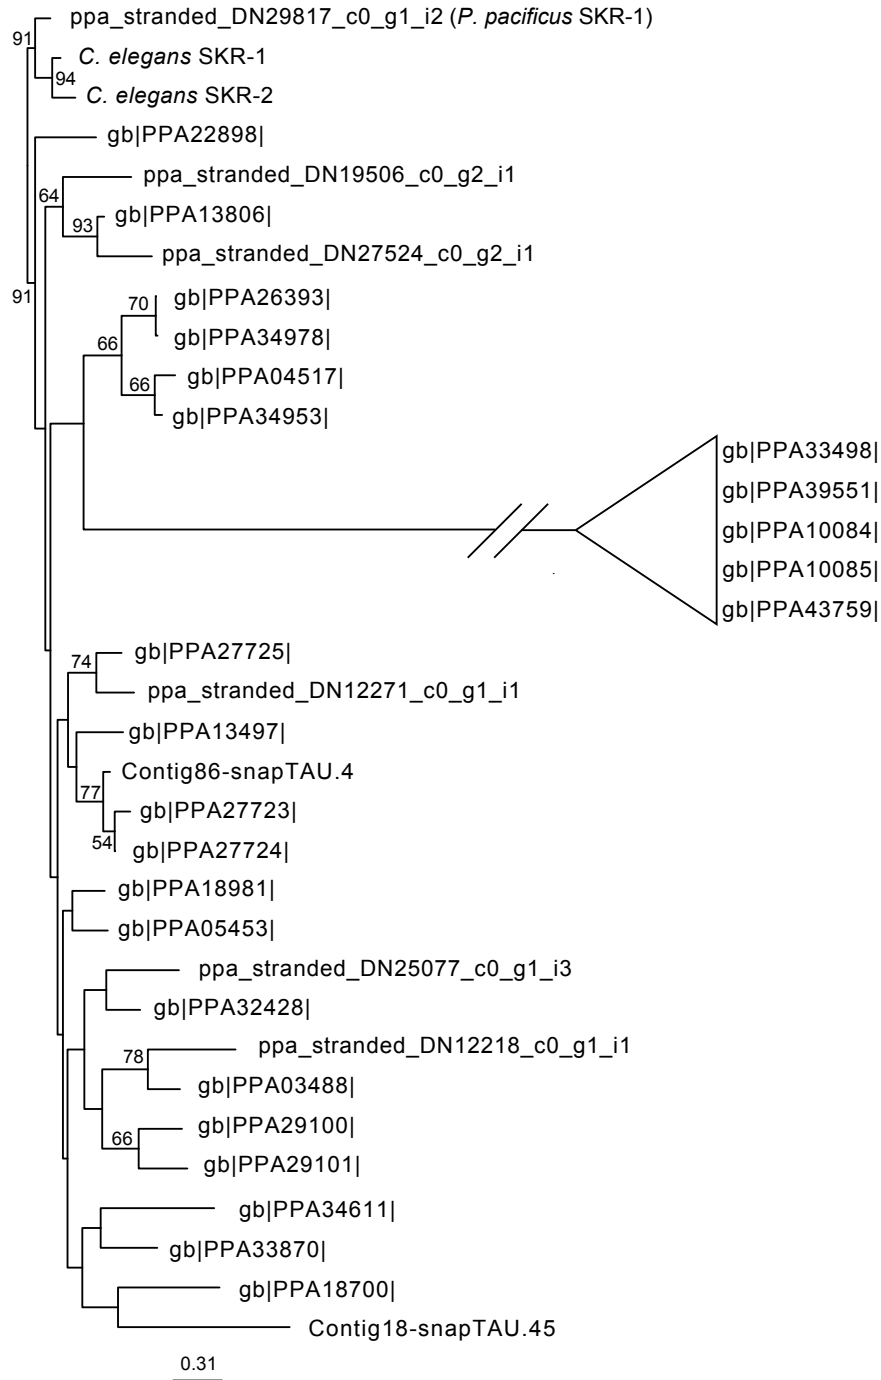 ppa_stranded_DN29817_c0_g1_i2 (P. pacificus SKR-1)
91
C. elegans SKR-1
94
C. elegans SKR-2
gb|PPA22898|
ppa_stranded_DN19506_c0_g2_i1
64
gb|PPA13806|
93
ppa_stranded_DN27524_c0_g2_i1
91
gb|PPA26393|
70
gb|PPA34978|
66
gb|PPA04517|
66
gb|PPA34953|
gb|PPA33498|
gb|PPA39551|
gb|PPA10084|
gb|PPA10085|
gb|PPA43759|
gb|PPA27725|
74
ppa_stranded_DN12271_c0_g1_i1
gb|PPA13497|
Contig86-snapTAU.4
77
gb|PPA27723|
54
gb|PPA27724|
gb|PPA18981|
gb|PPA05453|
ppa_stranded_DN25077_c0_g1_i3
gb|PPA32428|
ppa_stranded_DN12218_c0_g1_i1
78
gb|PPA03488|
gb|PPA29100|
66
gb|PPA29101|
gb|PPA34611|
gb|PPA33870|
gb|PPA18700|
Contig18-snapTAU.45
0.31